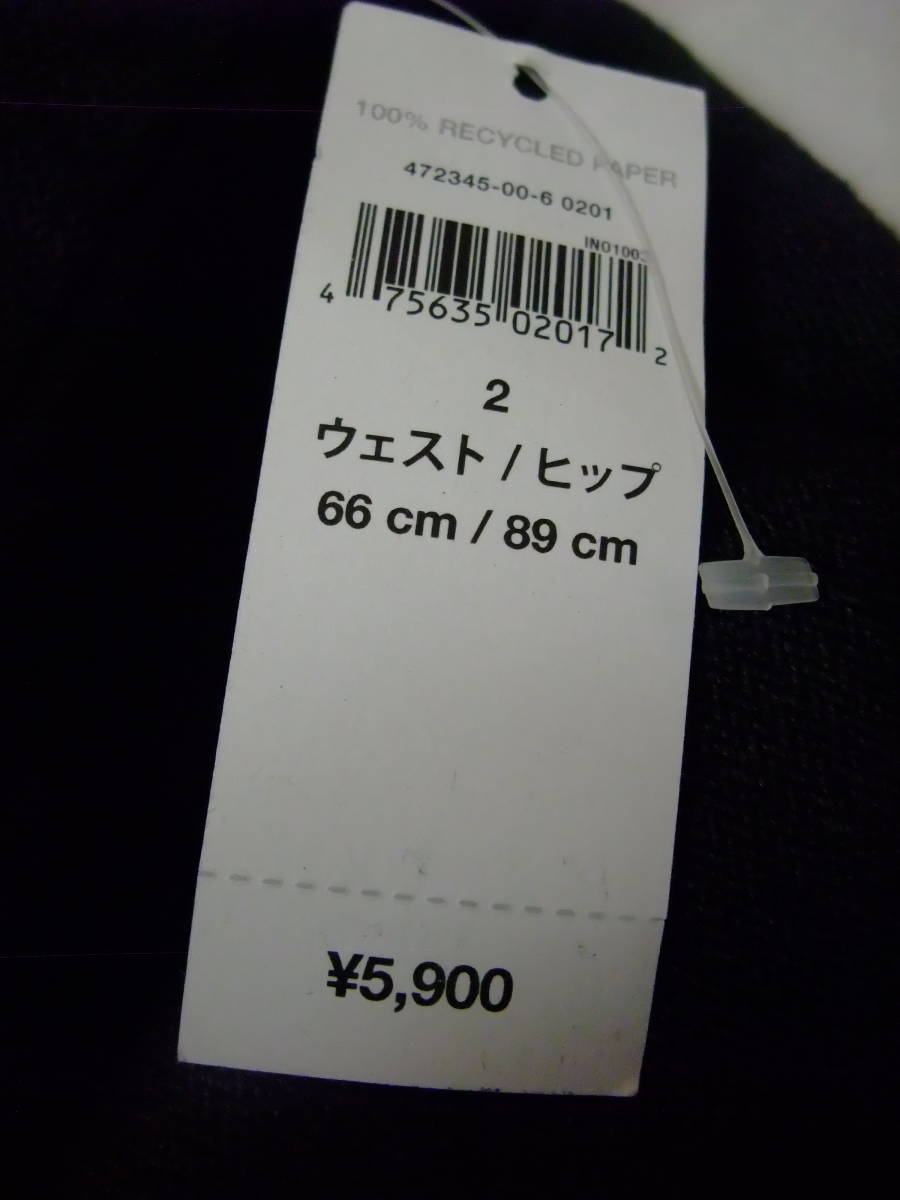 100% RECYCLED PAPER
472345-00-6 0201
IN01003
4 75635 02017 2
2
ウェスト / ヒップ
66 cm / 89 cm
¥5,900